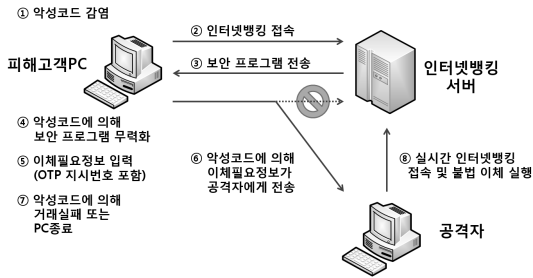 ① 악성코드 감염
② 인터넷뱅킹 접속
③ 보안 프로그램 전송
피해고객PC
인터넷뱅킹
서버
④ 악성코드에 의해
보안 프로그램 무력화
⑤ 이체필요정보 입력
(OTP 지시번호 포함)
⑦ 악성코드에 의해
거래실패 또는
PC종료
⑥ 악성코드에 의해
이체필요정보가
공격자에게 전송
⑧ 실시간 인터넷뱅킹
접속 및 불법 이체 실행
공격자